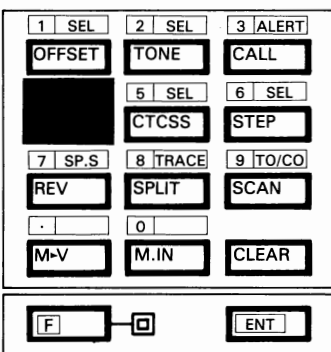 1 SEL 2 SEL 3 ALERT
OFFSET TONE CALL
5 SEL 6 SEL
CTCSS STEP
7 SP.S 8 TRACE 9 TO/CO
REV SPLIT SCAN
. 0
M►V M.IN CLEAR
F ENT